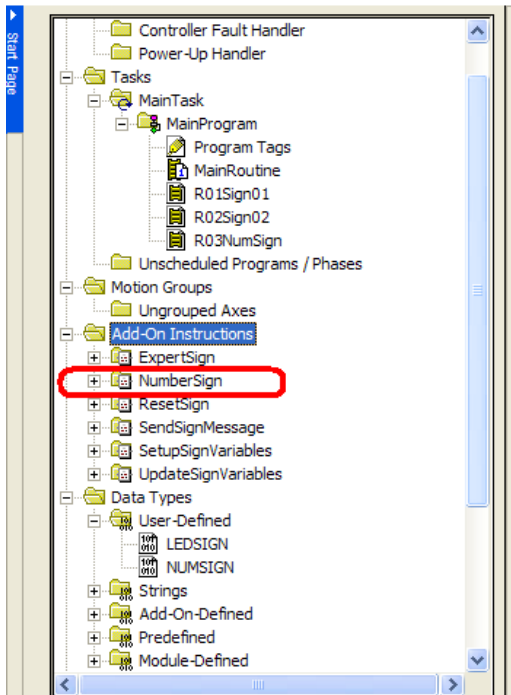 Start Page
Controller Fault Handler
Power-Up Handler
Tasks
MainTask
MainProgram
Program Tags
MainRoutine
R01Sign01
R02Sign02
R03NumSign
Unscheduled Programs / Phases
Motion Groups
Ungrouped Axes
Add-On Instructions
ExpertSign
NumberSign
ResetSign
SendSignMessage
SetupSignVariables
UpdateSignVariables
Data Types
User-Defined
LEDSIGN
NUMSIGN
Strings
Add-On-Defined
Predefined
Module-Defined